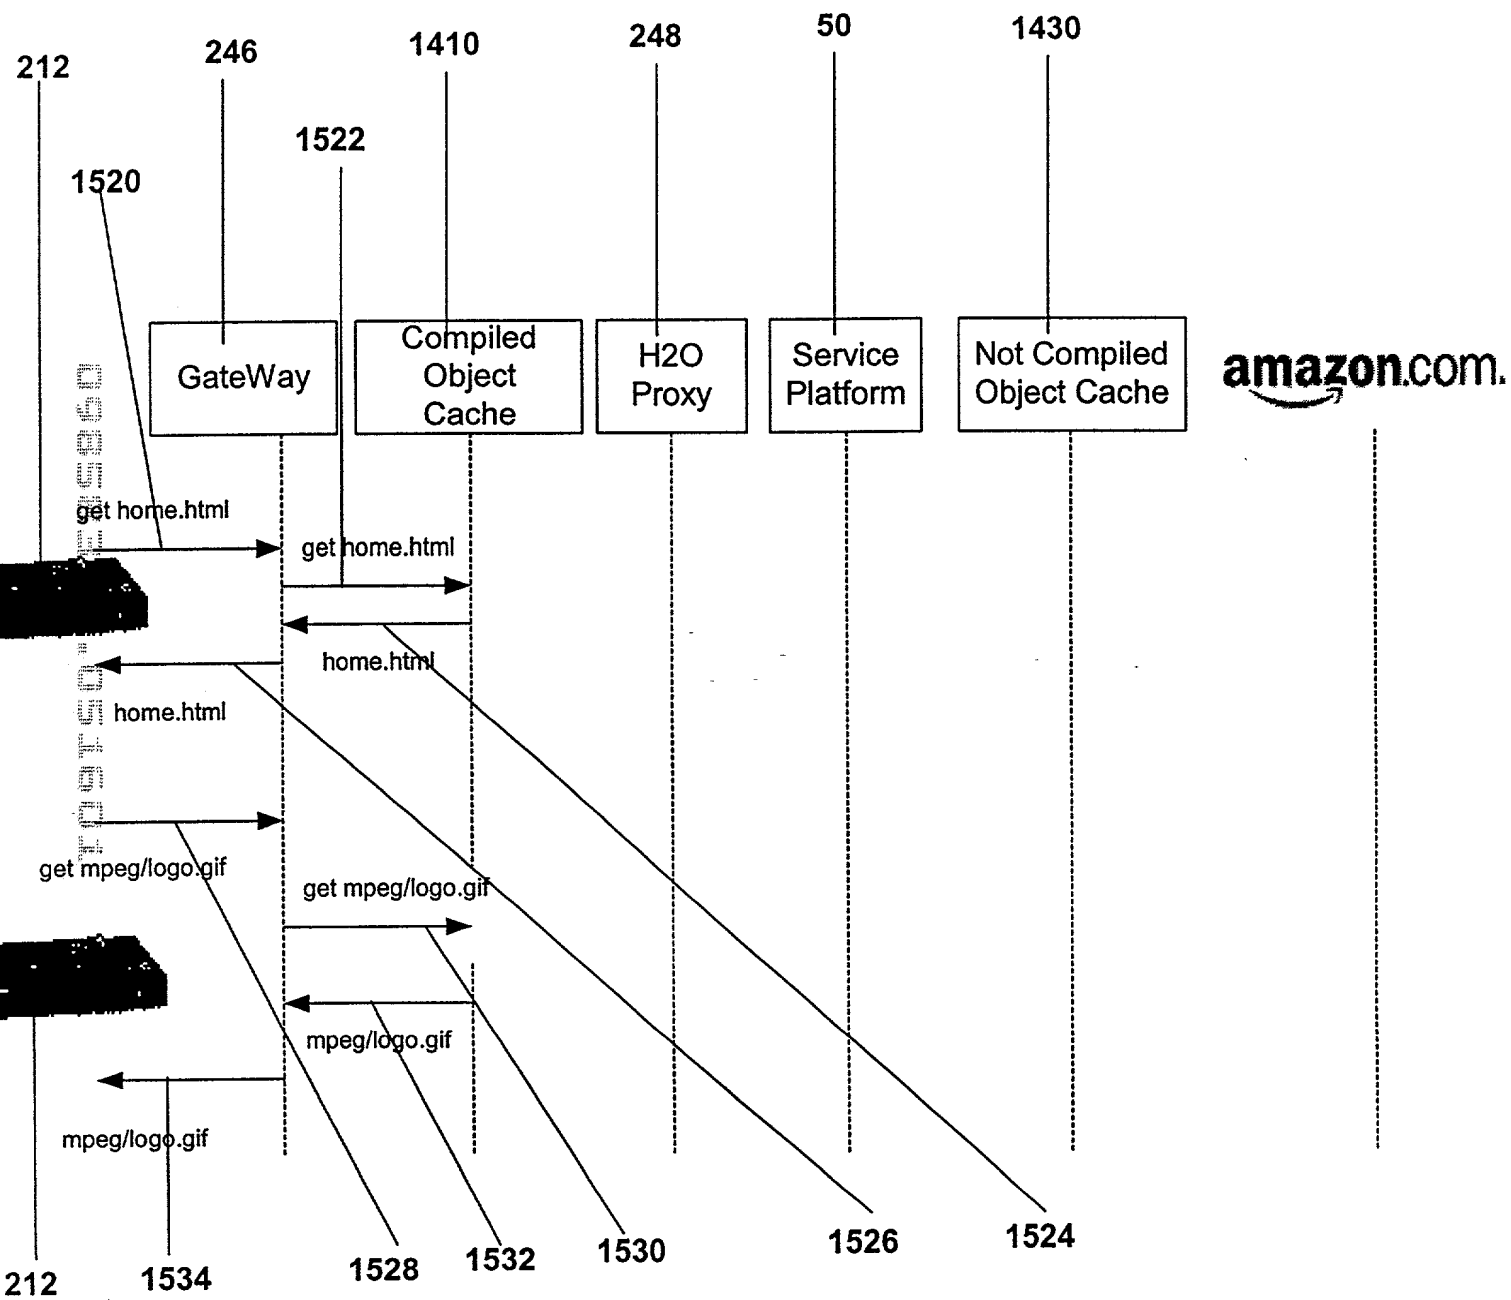 212
246
1410
248
50
1430
1522
1520
GateWay
Compiled
Object
Cache
H2O
Proxy
Service
Platform
Not Compiled
Object Cache
amazon.com.
get home.html
get home.html
home.html
home.html
get mpeg/logo.gif
get mpeg/logo.gif
mpeg/logo.gif
mpeg/logo.gif
212
1534
1528
1532
1530
1526
1524